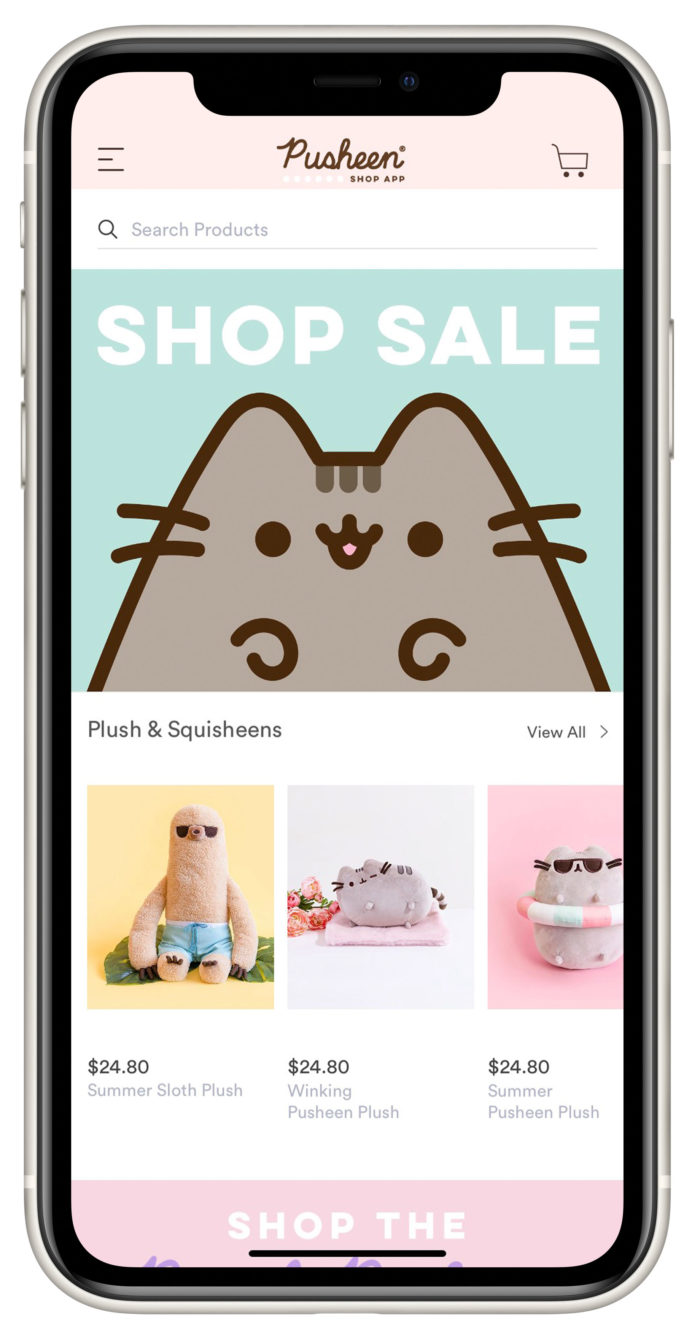 Pusheen®
SHOP APP
Search Products
SHOP SALE
Plush & Squisheens
View All
$24.80
Summer Sloth Plush
$24.80
Winking
Pusheen Plush
$24.80
Summer
Pusheen Plush
SHOP THE